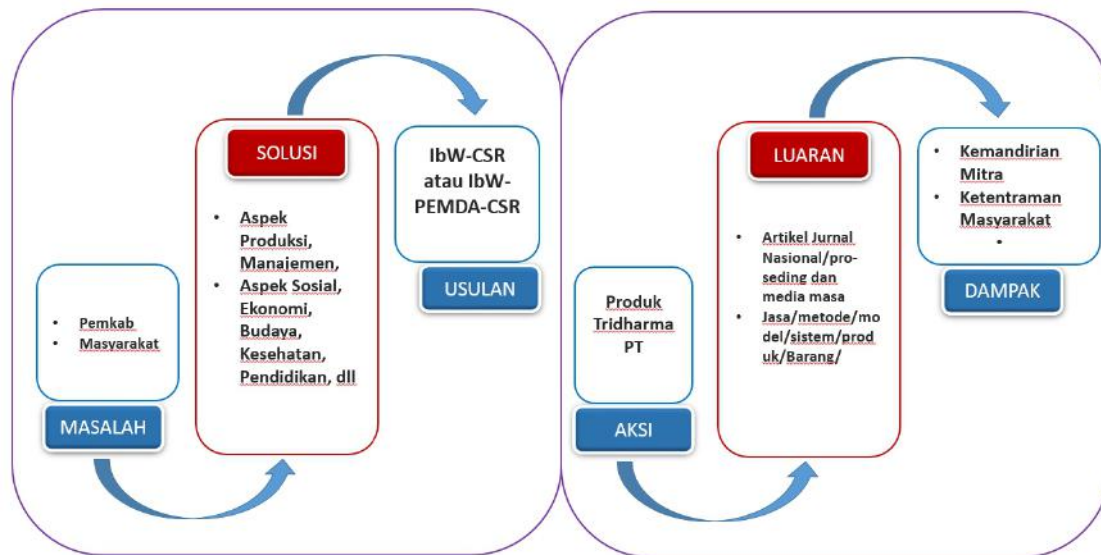 MASALAH
• Pemkab
• Masyarakat
SOLUSI
• Aspek
Produksi,
Manajemen,
• Aspek Sosial,
Ekonomi,
Budaya,
Kesehatan,
Pendidikan, dll
IbW-CSR
atau IbW-
PEMDA-CSR
USULAN
Produk
Tridharma
PT
AKSI
LUARAN
• Artikel Jurnal
Nasional/pro-
seding dan
media masa
• Jasa/metode/mo
del/sistem/prod
uk/Barang/
• Kemandirian
Mitra
• Ketentraman
Masyarakat
•
DAMPAK